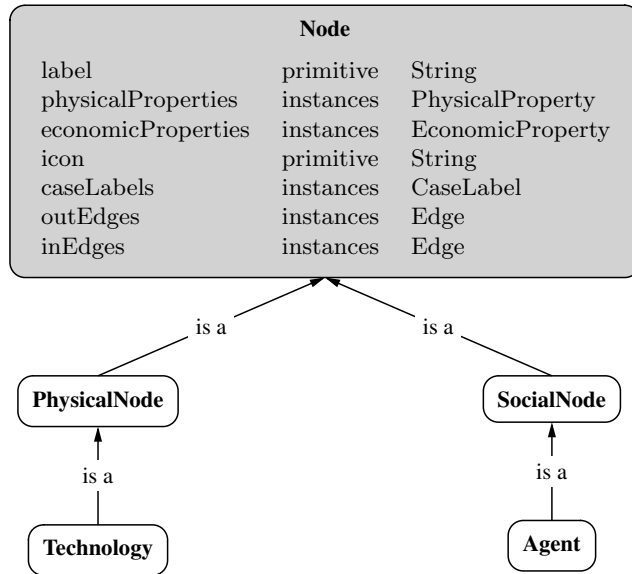 Node
label primitive String
physicalProperties instances PhysicalProperty
economicProperties instances EconomicProperty
icon primitive String
caseLabels instances CaseLabel
outEdges instances Edge
inEdges instances Edge
is a is a
PhysicalNode SocialNode
is a is a
Technology Agent